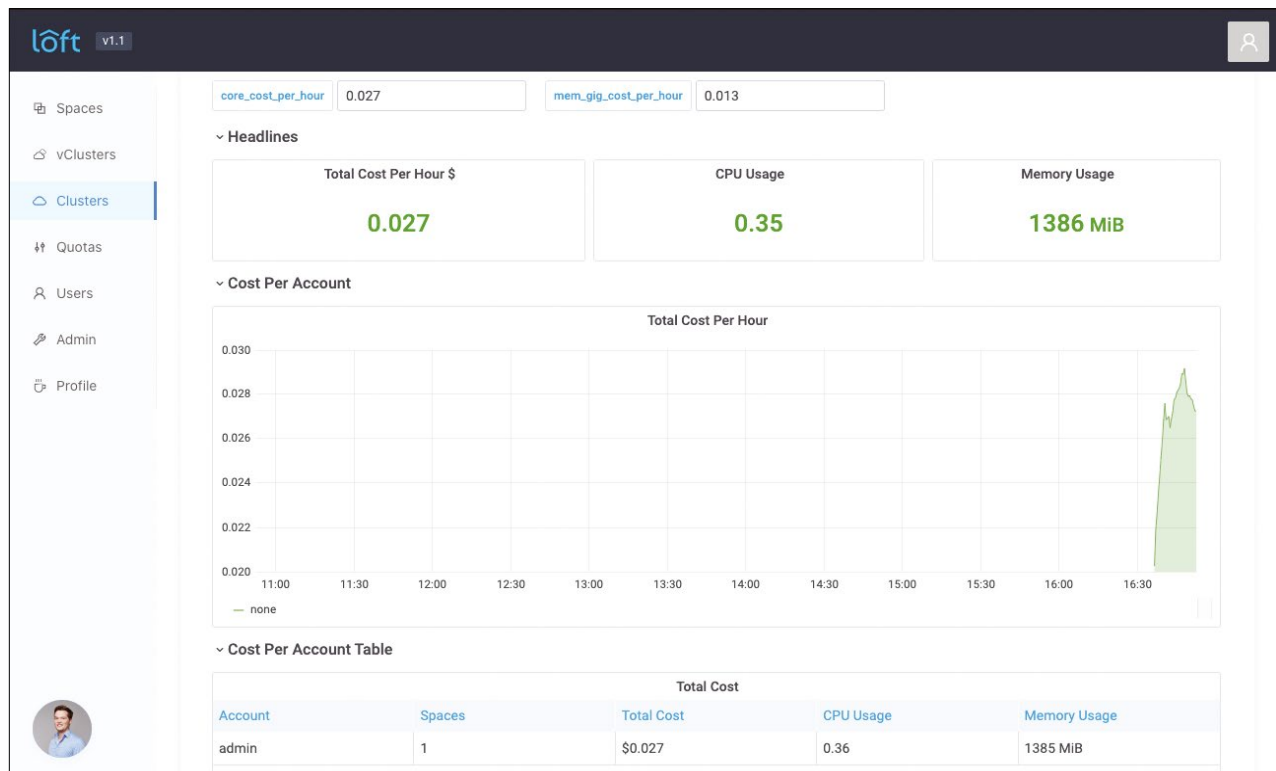 lôft v1.1
Spaces
vClusters
Clusters
Quotas
Users
Admin
Profile
core_cost_per_hour 0.027 mem_gig_cost_per_hour 0.013
Headlines
Total Cost Per Hour $ CPU Usage Memory Usage
0.027 0.35 1386 MiB
Cost Per Account
Total Cost Per Hour
0.030
0.028
0.026
0.024
0.022
0.020
11:00 11:30 12:00 12:30 13:00 13:30 14:00 14:30 15:00 15:30 16:00 16:30
none
Cost Per Account Table
Total Cost
Account Spaces Total Cost CPU Usage Memory Usage
admin 1 $0.027 0.36 1385 MiB